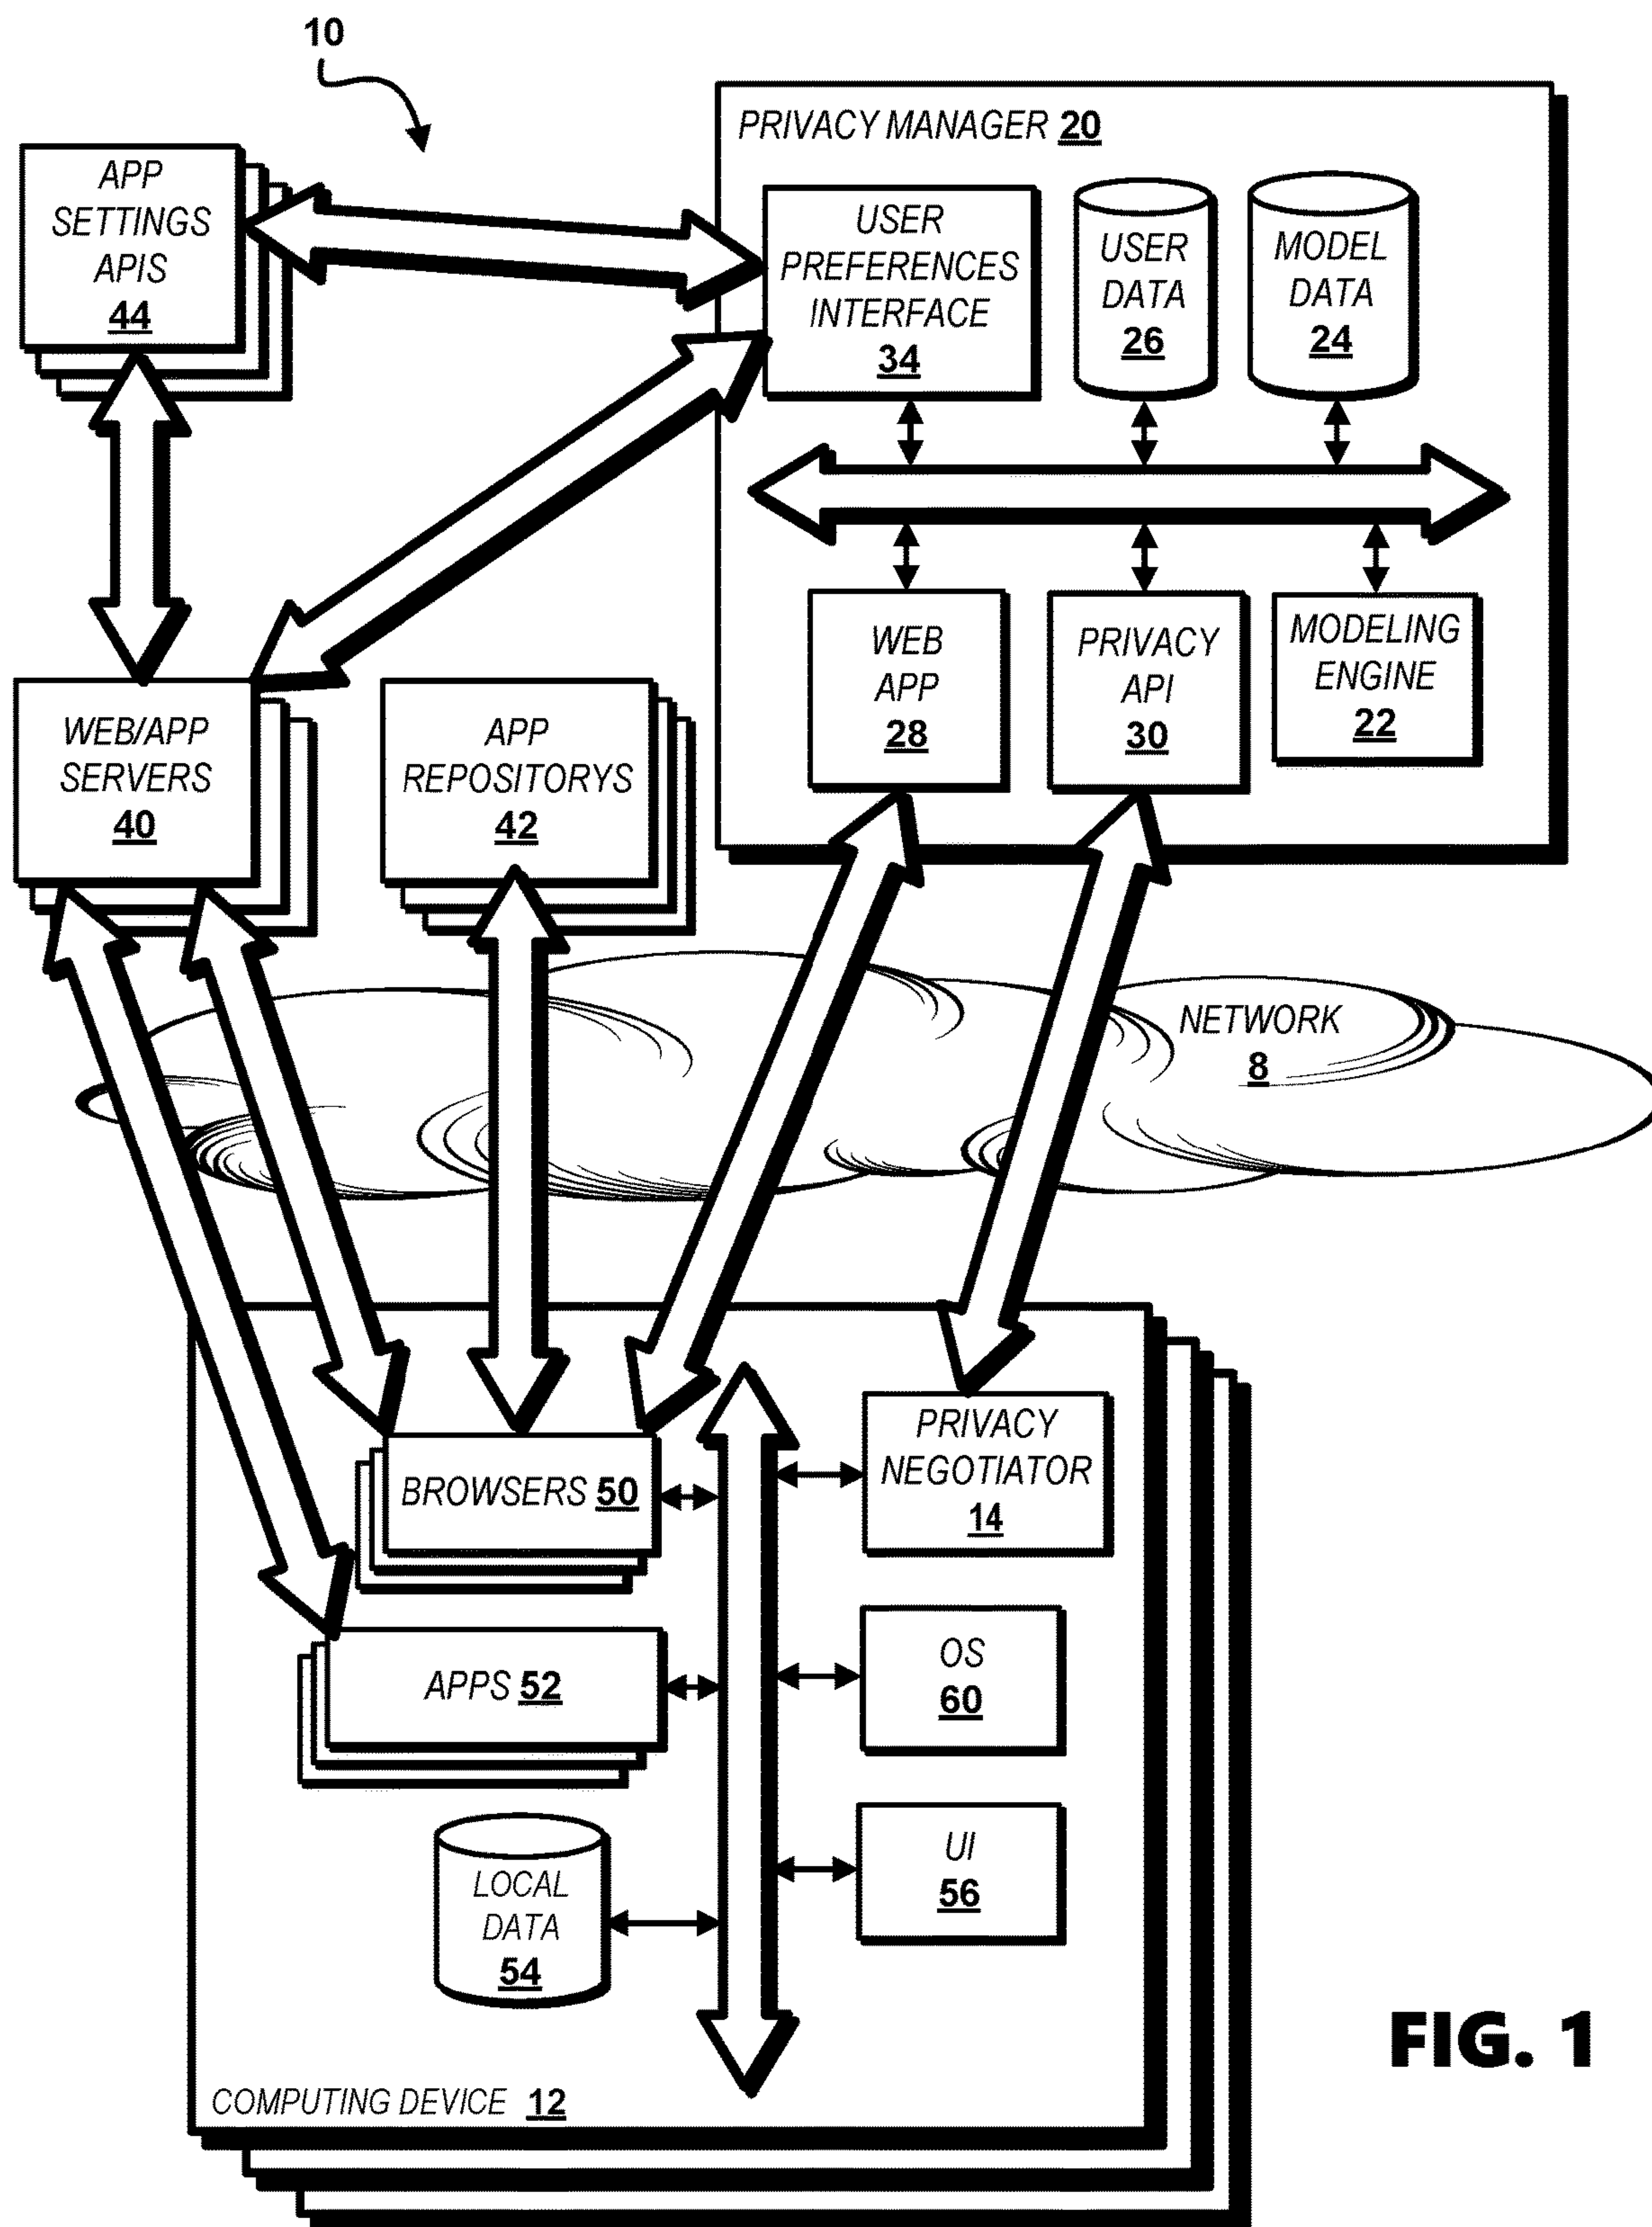 10
PRIVACY MANAGER 20
APP
SETTINGS
APIS
44
USER
PREFERENCES
INTERFACE
34
USER
DATA
26
MODEL
DATA
24
WEB
APP
28
PRIVACY
API
30
MODELING
ENGINE
22
WEB/APP
SERVERS
40
APP
REPOSITORYS
42
NETWORK
8
BROWSERS 50
PRIVACY
NEGOTIATOR
14
APPS 52
OS
60
LOCAL
DATA
54
UI
56
COMPUTING DEVICE 12
FIG. 1